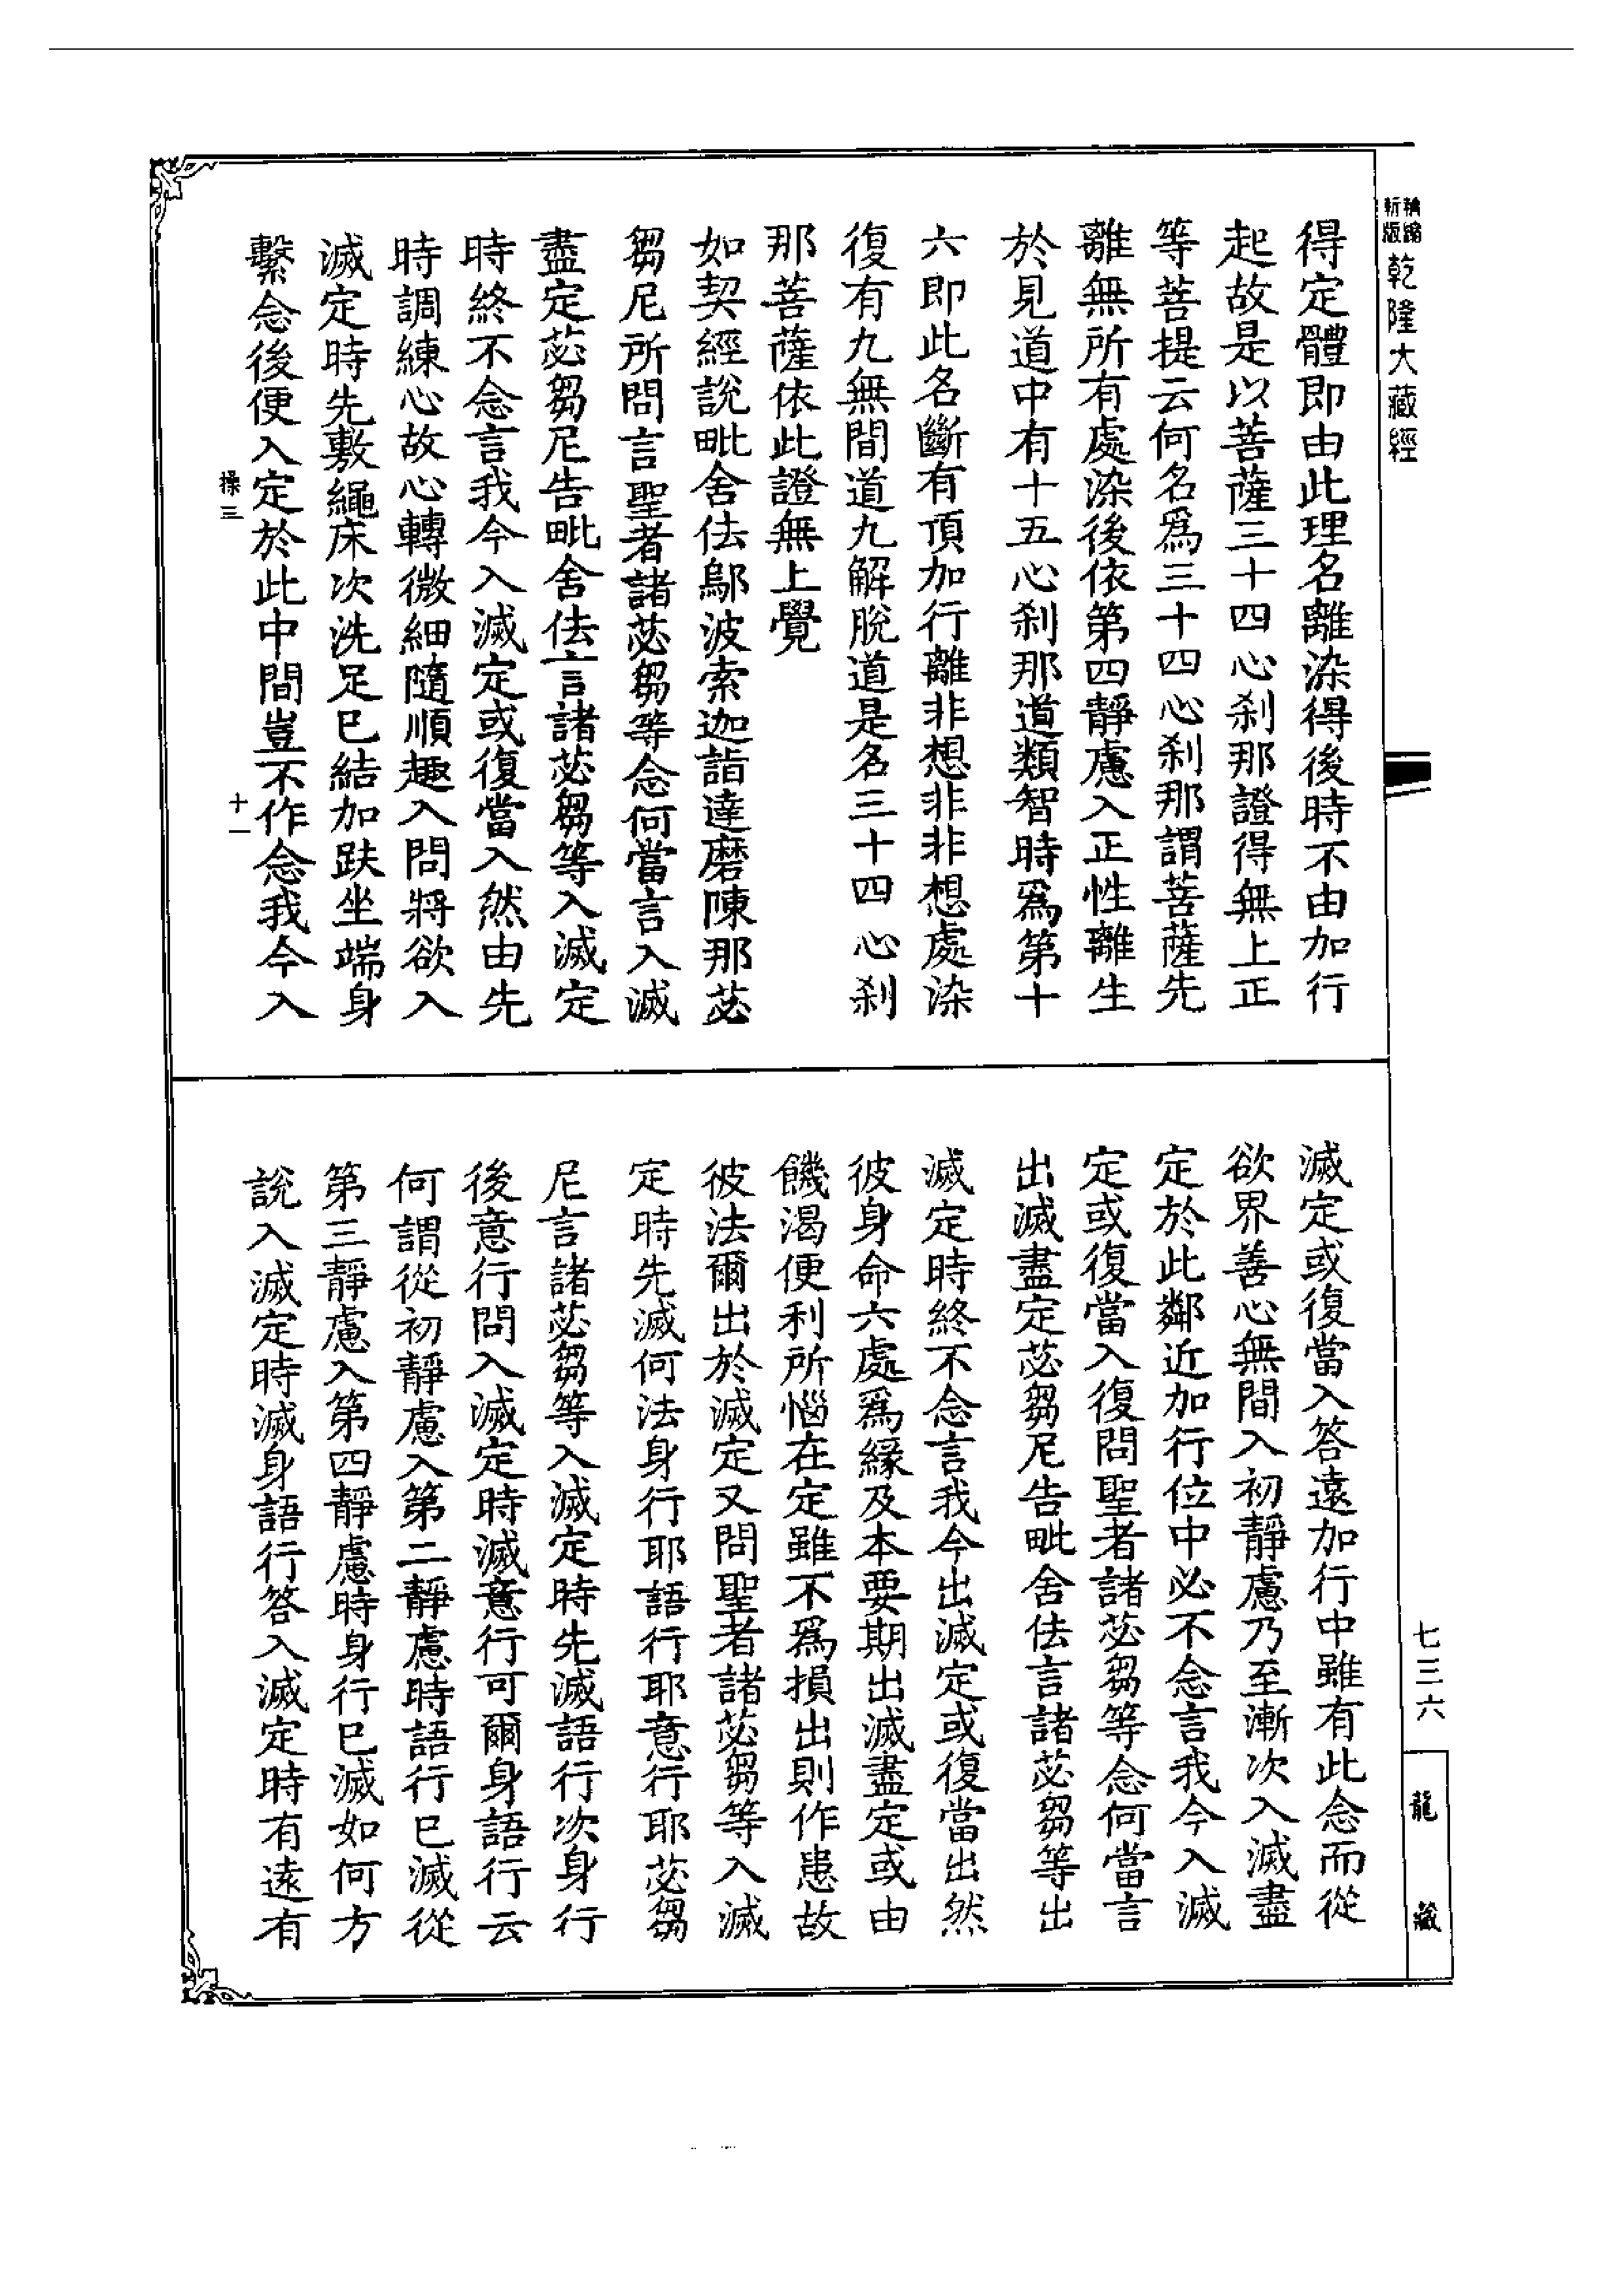 精縮
新版
乾隆大藏經
得定體即由此理名離染得後時不由加行
起故是以菩薩三十四心刹那證得無上正
等菩提云何名爲三十四心刹那謂菩薩先
離無所有處染後依第四靜慮入正性離生
於見道中有十五心刹那道類智時爲第十
六即此名斷有頂加行離非想非非想處染
復有九無間道九解脫道是名三十四心刹
那菩薩依此證無上覺
如契經說毗舍佉鄔波索迦詣達磨陳那苾
芻尼所問言聖者諸苾芻等念何當言入滅
盡定苾芻尼告毗舍佉言諸苾芻等入滅定
時終不念言我今入滅定或復當入然由先
時調練心故心轉微細隨順趣入問將欲入
滅定時先敷繩床次洗足已結加趺坐端身
繫念後便入定於此中間豈不作念我今入
操三
十一
滅定或復當入答遠加行中雖有此念而從
欲界善心無間入初靜慮乃至漸次入滅盡
定於此鄰近加行位中必不念言我今入滅
定或復當入復問聖者諸苾芻等念何當言
出滅盡定苾芻尼告毗舍佉言諸苾芻等出
滅定時終不念言我今出滅定或復當出然
彼身命六處爲緣及本要期出滅盡定或由
饑渴便利所惱在定雖不爲損出則作患故
彼法爾出於滅定又問聖者諸苾芻等入滅
定時先滅何法身行耶語行耶意行耶苾芻
尼言諸苾芻等入滅定時先滅語行次身行
後意行問入滅定時滅意行可爾身語行云
何謂從初靜慮入第二靜慮時語行已滅從
第三靜慮入第四靜慮時身行已滅如何方
說入滅定時滅身語行答入滅定時有遠有
七三六
龍藏